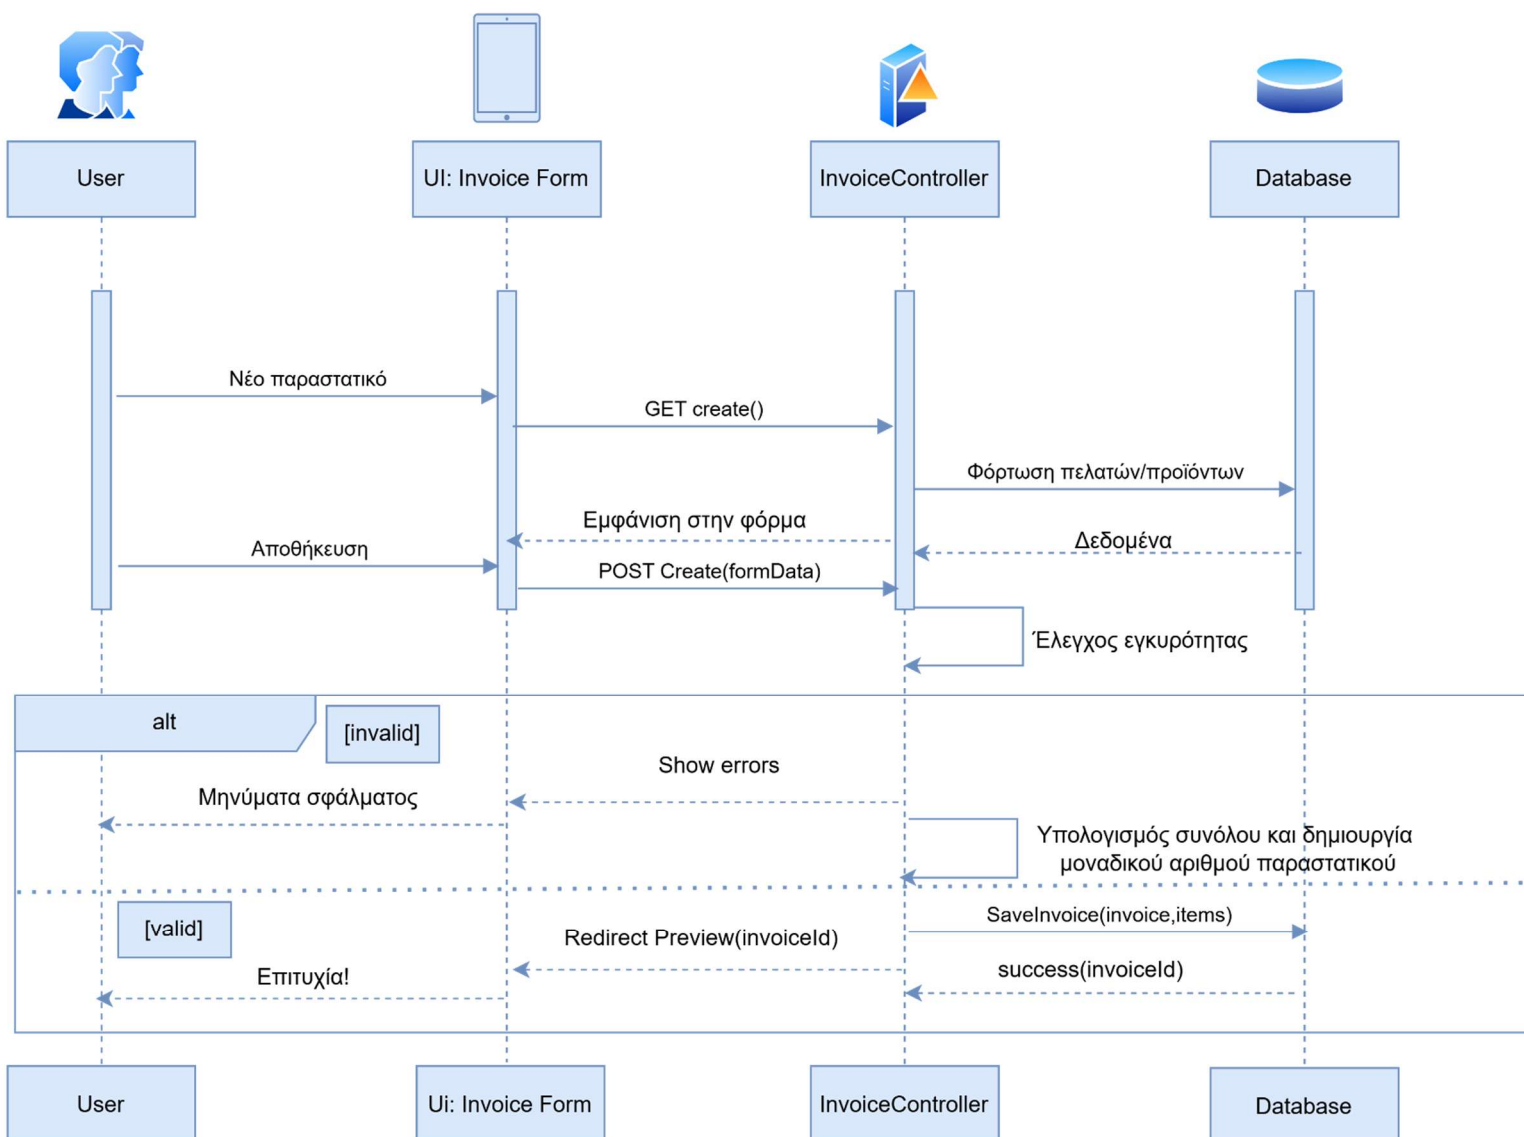 User
UI: Invoice Form
InvoiceController
Database
Νέο παραστατικό
GET create()
Φόρτωση πελατών/προϊόντων
Εμφάνιση στην φόρμα
Δεδομένα
Αποθήκευση
POST Create(formData)
Έλεγχος εγκυρότητας
alt
[invalid]
Show errors
Μηνύματα σφάλματος
Υπολογισμός συνόλου και δημιουργία
μοναδικού αριθμού παραστατικού
[valid]
SaveInvoice(invoice,items)
Redirect Preview(invoiceId)
success(invoiceId)
Επιτυχία!
User
Ui: Invoice Form
InvoiceController
Database